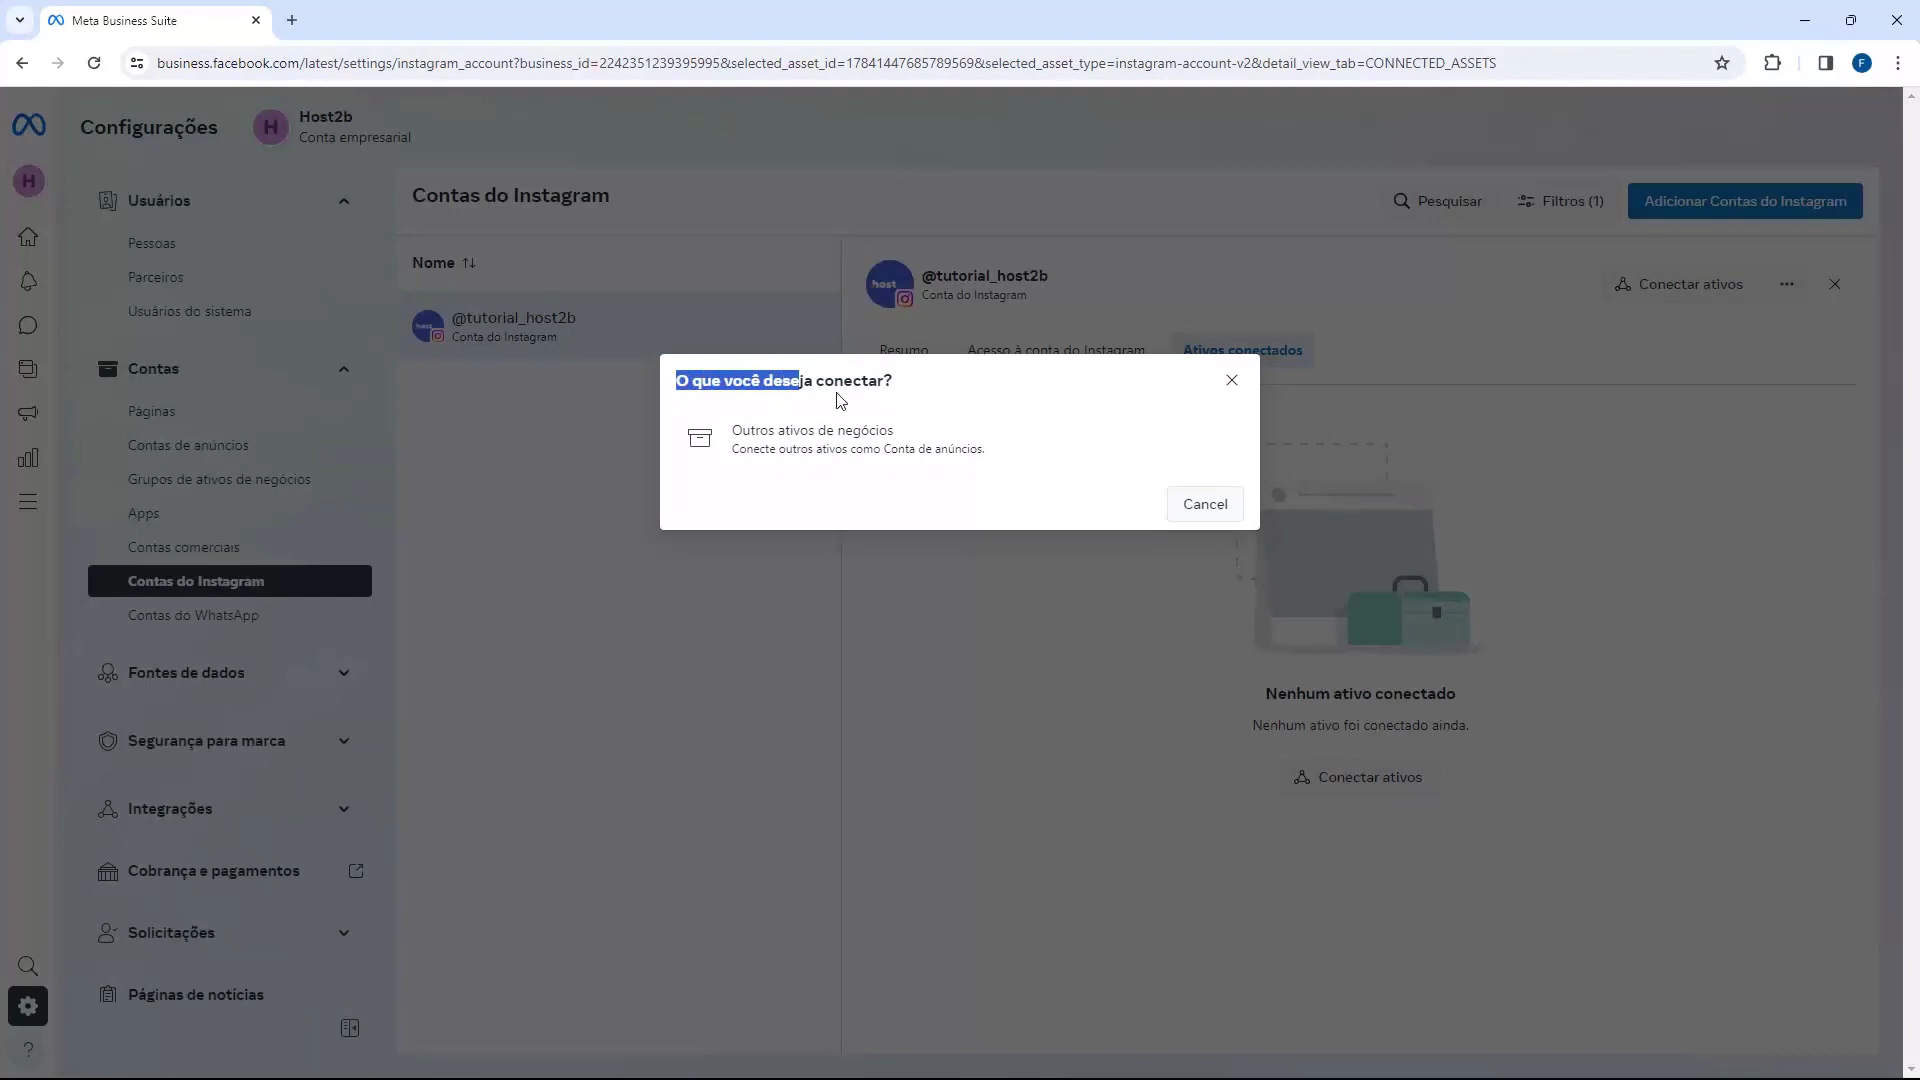 Meta Business Suite
business.facebook.com/latest/settings/instagram_account?business_id=2242351239395995&selected_asset_id=17841447685789569&selected_asset_type=instagram-account-v2&detail_view_tab=CONNECTED_ASSETS
F
Configurações
H
Host2b
Conta empresarial
H
Usuários
Pessoas
Parceiros
Usuários do sistema
Contas
Páginas
Contas de anúncios
Grupos de ativos de negócios
Apps
Contas comerciais
Contas do Instagram
Contas do WhatsApp
Fontes de dados
Segurança para marca
Integrações
Cobrança e pagamentos
Solicitações
Páginas de notícias
Contas do Instagram
Pesquisar
Filtros (1)
Adicionar Contas do Instagram
Nome
@tutorial_host2b
Conta do Instagram
host
@tutorial_host2b
Conta do Instagram
Conectar ativos
Resumo
Acesso à conta do Instagram
Ativos conectados
O que você deseja conectar?
Outros ativos de negócios
Conecte outros ativos como Conta de anúncios.
Cancel
Nenhum ativo conectado
Nenhum ativo foi conectado ainda.
Conectar ativos